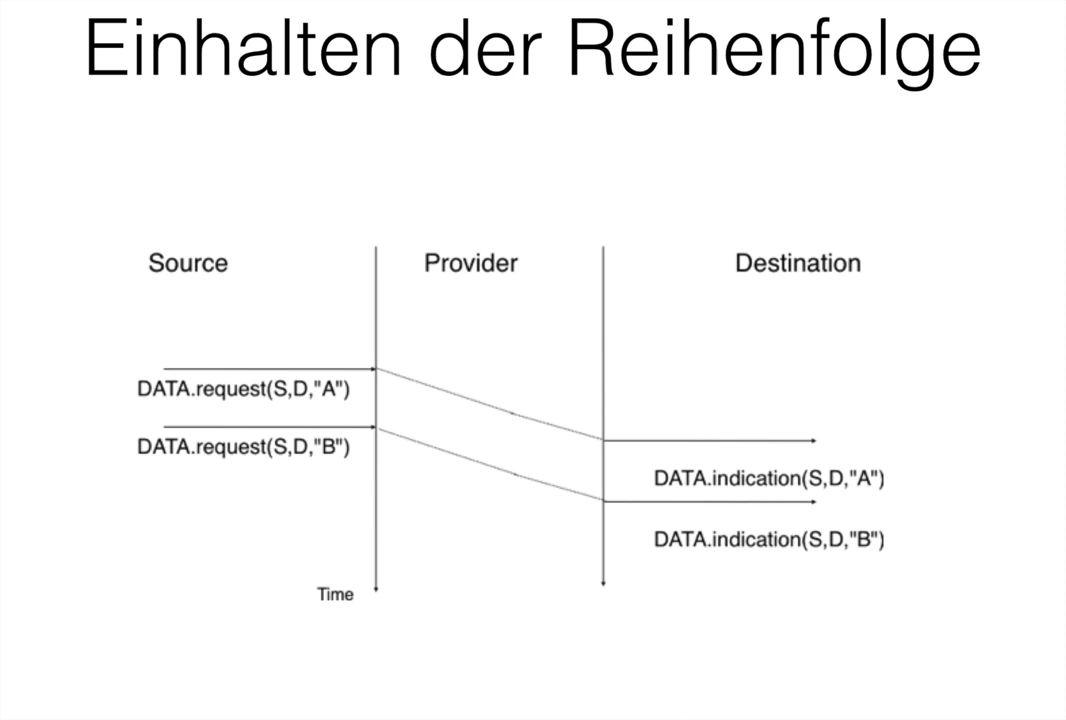 Einhalten der Reihenfolge
Source
Provider
Destination
DATA.request(S,D,"A")
DATA.request(S,D,"B")
DATA.indication(S,D,"A")
DATA.indication(S,D,"B")
Time